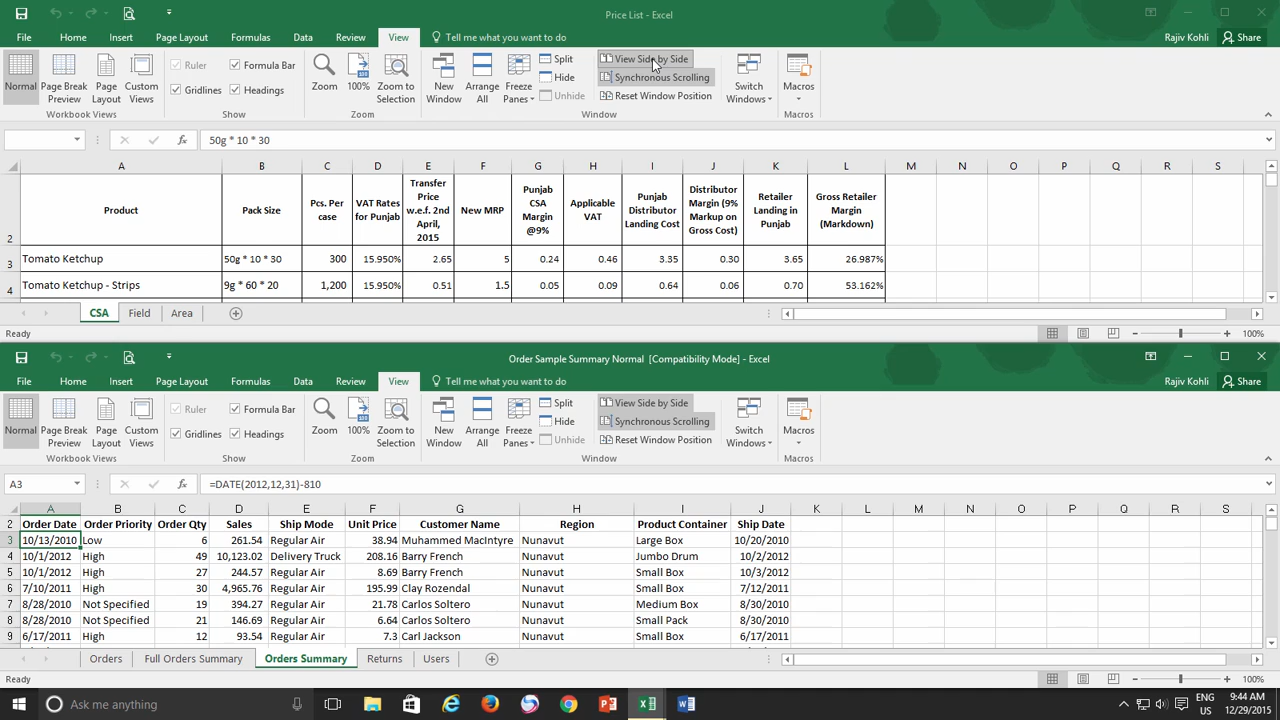 Price List - Excel
File Home Insert Page Layout Formulas Data Review View Tell me what you want to do Rajiv Kohli Share
Normal Page Break Preview Page Layout Custom Views
Workbook Views
Ruler Formula Bar
Gridlines Headings
Show
Zoom 100% Zoom to Selection
Zoom
New Window Arrange All Freeze Panes
Split View Side by Side
Hide Synchronous Scrolling
Unhide Reset Window Position
Switch Windows
Window
Macros
Macros
fx 50g * 10 * 30
A B C D E F G H I J K L M N O P Q R S
2 Product Pack Size Pcs. Per case VAT Rates for Punjab Transfer Price w.e.f. 2nd April, 2015 New MRP Punjab CSA Margin @9% Applicable VAT Punjab Distributor Landing Cost Distributor Margin (9% Markup on Gross Cost) Retailer Landing in Punjab Gross Retailer Margin (Markdown)
3 Tomato Ketchup 50g * 10 * 30 300 15.950% 2.65 5 0.24 0.46 3.35 0.30 3.65 26.987%
4 Tomato Ketchup - Strips 9g * 60 * 20 1,200 15.950% 0.51 1.5 0.05 0.09 0.64 0.06 0.70 53.162%
CSA Field Area
Ready 100%
Order Sample Summary Normal [Compatibility Mode] - Excel
File Home Insert Page Layout Formulas Data Review View Tell me what you want to do Rajiv Kohli Share
Normal Page Break Preview Page Layout Custom Views
Workbook Views
Ruler Formula Bar
Gridlines Headings
Show
Zoom 100% Zoom to Selection
Zoom
New Window Arrange All Freeze Panes
Split View Side by Side
Hide Synchronous Scrolling
Unhide Reset Window Position
Switch Windows
Window
Macros
Macros
A3 fx =DATE(2012,12,31)-810
A B C D E F G H I J K L M N O P Q R S
2 Order Date Order Priority Order Qty Sales Ship Mode Unit Price Customer Name Region Product Container Ship Date
3 10/13/2010 Low 6 261.54 Regular Air 38.94 Muhammed MacIntyre Nunavut Large Box 10/20/2010
4 10/1/2012 High 49 10,123.02 Delivery Truck 208.16 Barry French Nunavut Jumbo Drum 10/2/2012
5 10/1/2012 High 27 244.57 Regular Air 8.69 Barry French Nunavut Small Box 10/3/2012
6 7/10/2011 High 30 4,965.76 Regular Air 195.99 Clay Rozendal Nunavut Small Box 7/12/2011
7 8/28/2010 Not Specified 19 394.27 Regular Air 21.78 Carlos Soltero Nunavut Medium Box 8/30/2010
8 8/28/2010 Not Specified 21 146.69 Regular Air 6.64 Carlos Soltero Nunavut Small Pack 8/30/2010
9 6/17/2011 High 12 93.54 Regular Air 7.3 Carl Jackson Nunavut Small Box 6/17/2011
Orders Full Orders Summary Orders Summary Returns Users
Ready 100%
Ask me anything ENG US 9:44 AM 12/29/2015